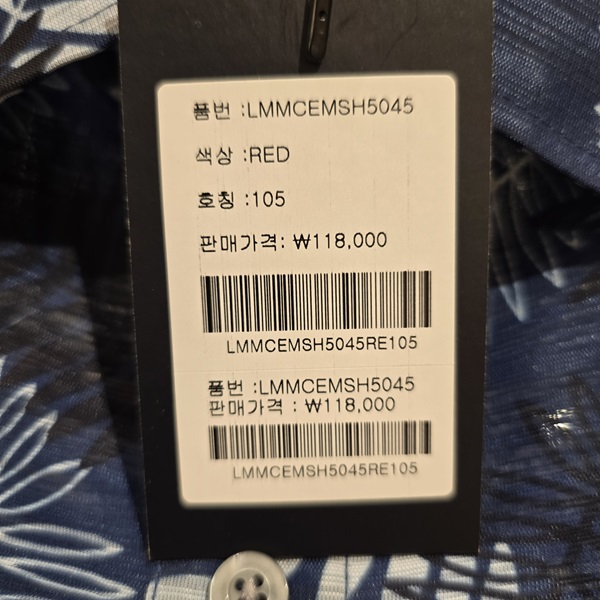 품번 :LMMCEMSH5045
색상 :RED
호칭 :105
판매가격: ₩118,000
LMMCEMSH5045RE105
품번 :LMMCEMSH5045
판매가격 : ₩118,000
LMMCEMSH5045RE105